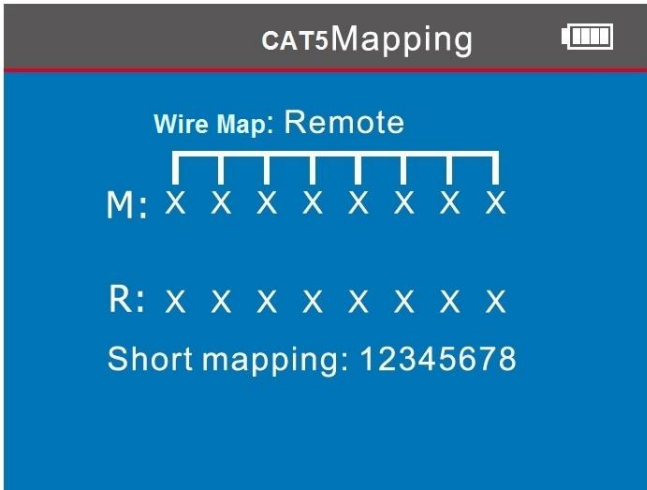 CAT5Mapping
Wire Map: Remote
M: X X X X X X X X
R: X X X X X X X X
Short mapping: 12345678